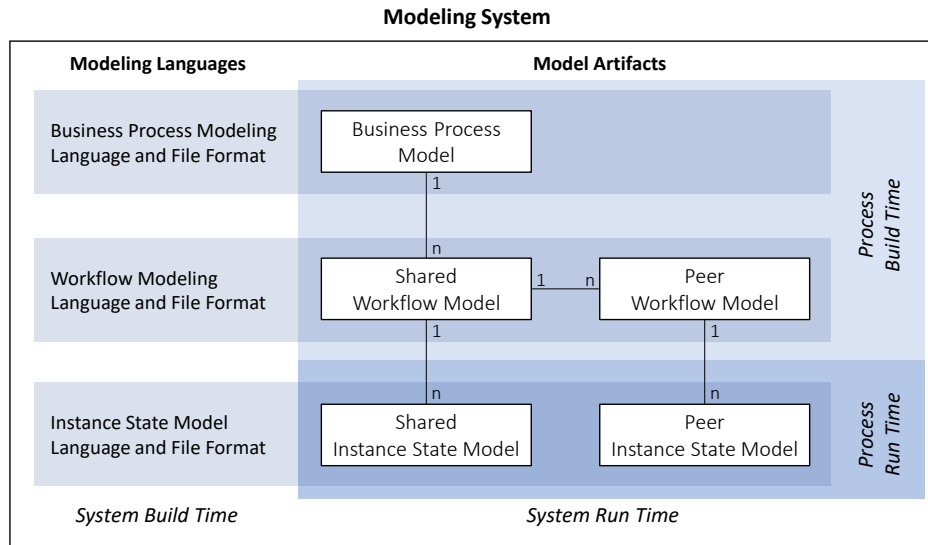 Modeling System
Modeling Languages
Model Artifacts
Business Process Modeling
Language and File Format
Business Process
Model
1
n
Workflow Modeling
Language and File Format
Shared
Workflow Model
1
n
Peer
Workflow Model
1
1
n
n
Instance State Model
Language and File Format
Shared
Instance State Model
Peer
Instance State Model
Process
Build Time
Process
Run Time
System Build Time
System Run Time